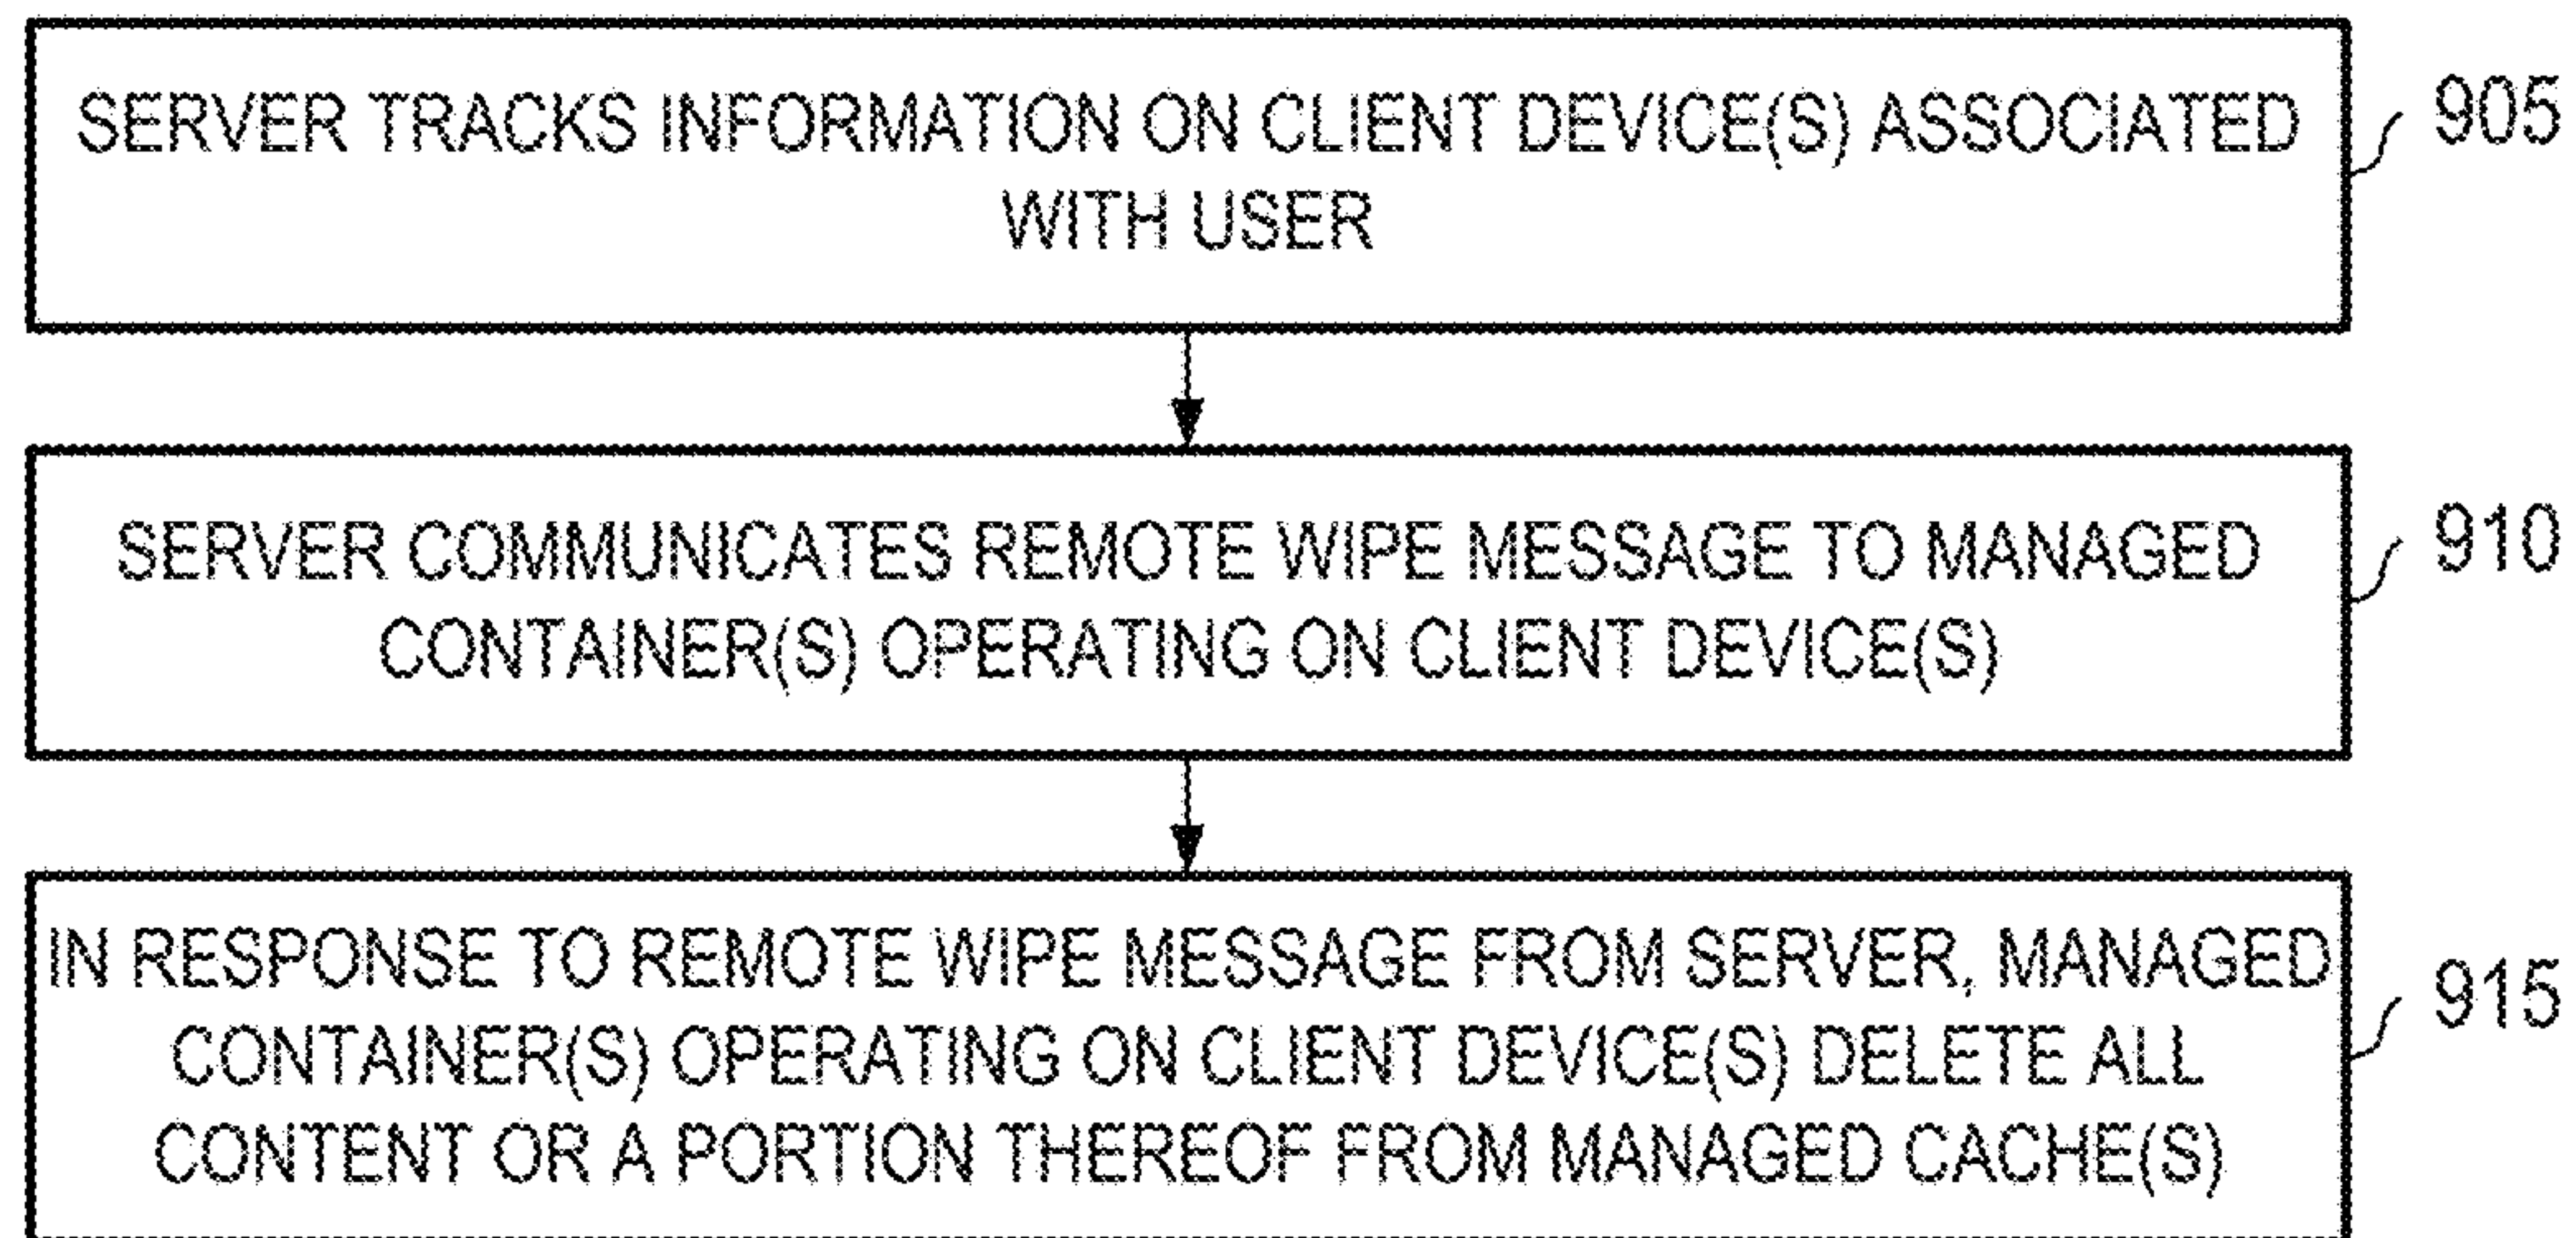 SERVER TRACKS INFORMATION ON CLIENT DEVICE(S) ASSOCIATED
WITH USER
905
SERVER COMMUNICATES REMOTE WIPE MESSAGE TO MANAGED
CONTAINER(S) OPERATING ON CLIENT DEVICE(S)
910
IN RESPONSE TO REMOTE WIPE MESSAGE FROM SERVER, MANAGED
CONTAINER(S) OPERATING ON CLIENT DEVICE(S) DELETE ALL
CONTENT OR A PORTION THEREOF FROM MANAGED CACHE(S)
915